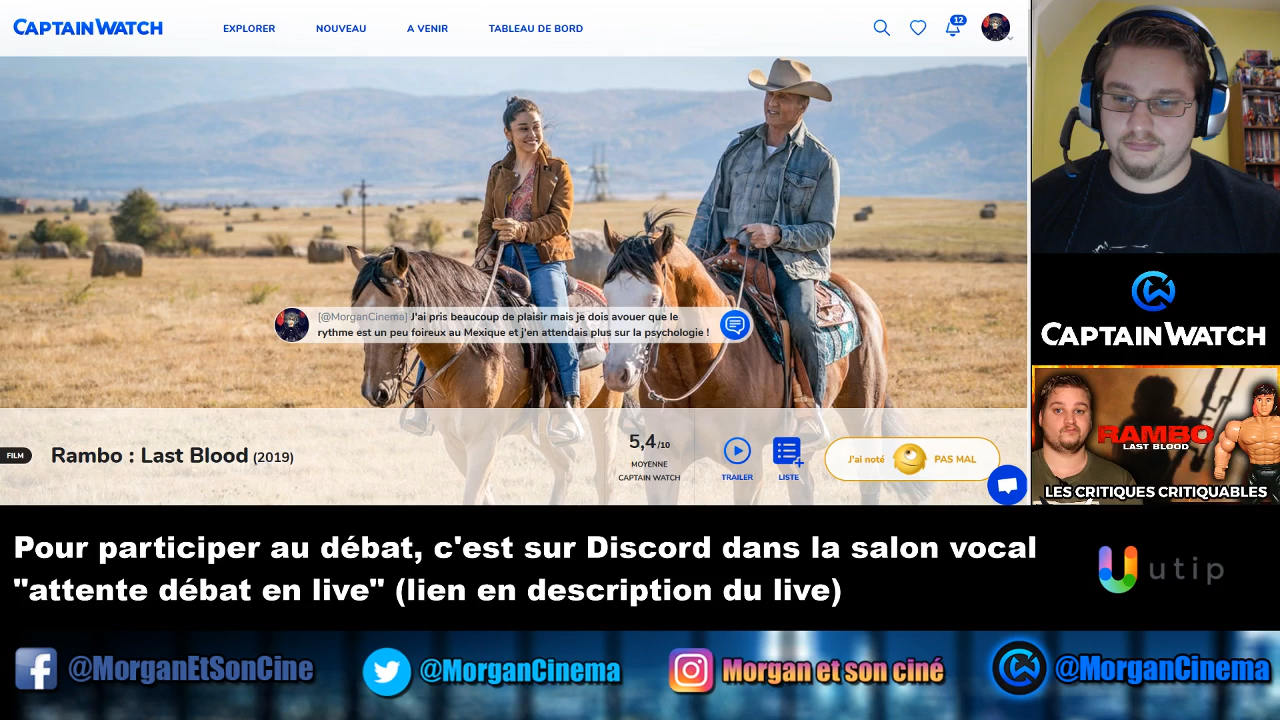 CAPTAINWATCH
EXPLORER
NOUVEAU
A VENIR
TABLEAU DE BORD
12
[@MorganCinema] J'ai pris beaucoup de plaisir mais je dois avouer que le
rythme est un peu foireux au Mexique et j'en attendais plus sur la psychologie !
FILM
Rambo : Last Blood (2019)
5,4/10
MOYENNE
CAPTAIN WATCH
TRAILER
LISTE
J'ai noté
PAS MAL
CAPTAINWATCH
RAMBO
LAST BLOOD
LES CRITIQUES CRITIQUABLES
Pour participer au débat, c'est sur Discord dans la salon vocal
"attente débat en live" (lien en description du live)
utip
@MorganEtSonCine
@MorganCinema
Morgan et son ciné
@MorganCinema